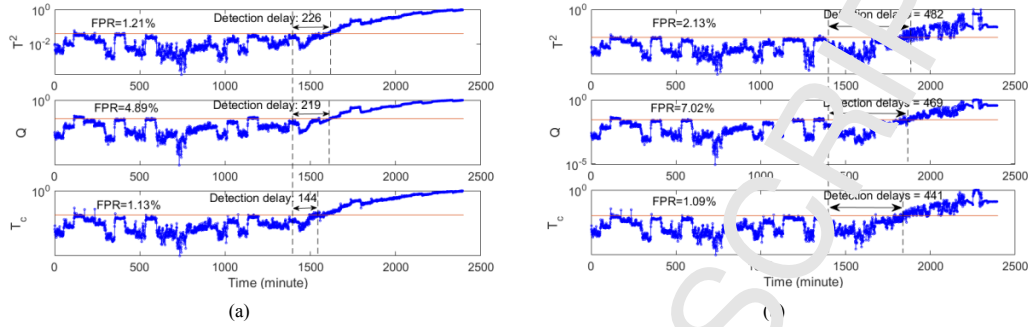 10^0
FPR=1.21%
Detection delay: 226
T^2
10^-2
0
500
1000
1500
2000
2500
10^0
FPR=4.89%
Detection delay: 219
Q
0
500
1000
1500
2000
2500
10^0
FPR=1.13%
Detection delay: 144
T_c
0
500
1000
1500
2000
2500
Time (minute)
(a)
10^0
FPR=2.13%
Detection delays = 482
T^2
0
500
1000
1500
2000
2500
10^0
FPR=7.02%
Detection delays = 469
Q
10^-5
0
500
1000
1500
2000
2500
10^0
FPR=1.09%
Detection delays = 441
T_c
0
500
1000
1500
2000
2500
Time (minute)
SCRIP